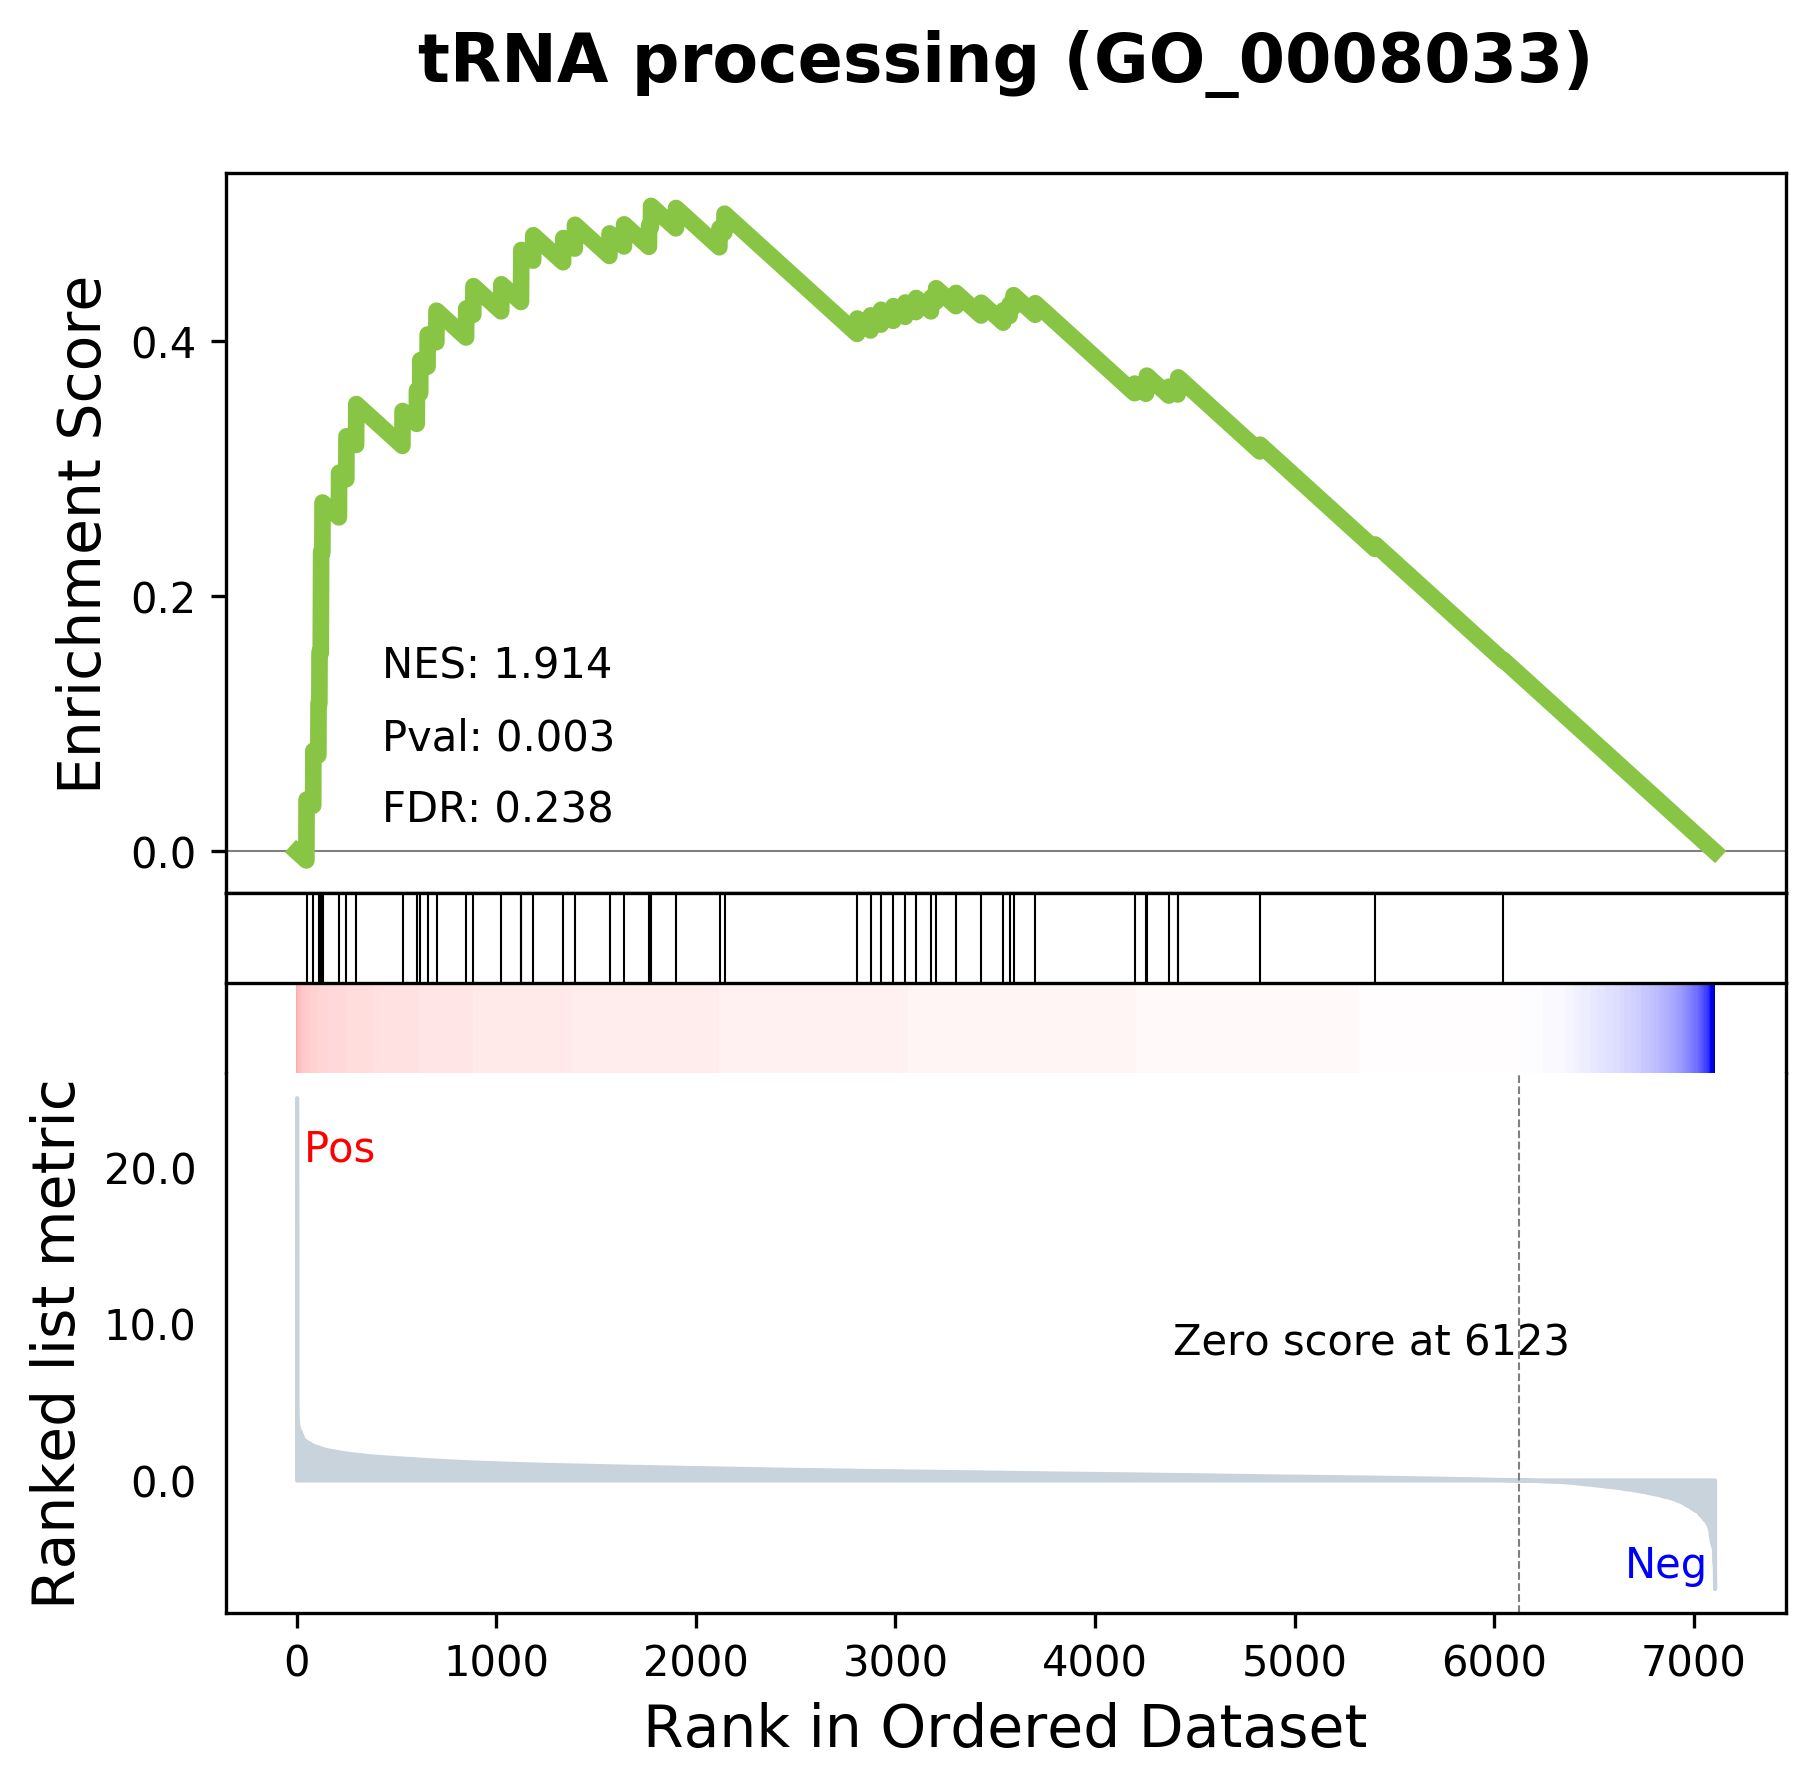 tRNA processing (GO_0008033)
Enrichment Score
0.4
0.2
0.0
NES: 1.914
Pval: 0.003
FDR: 0.238
Ranked list metric
20.0
10.0
0.0
Pos
Zero score at 6123
Neg
0 1000 2000 3000 4000 5000 6000 7000
Rank in Ordered Dataset